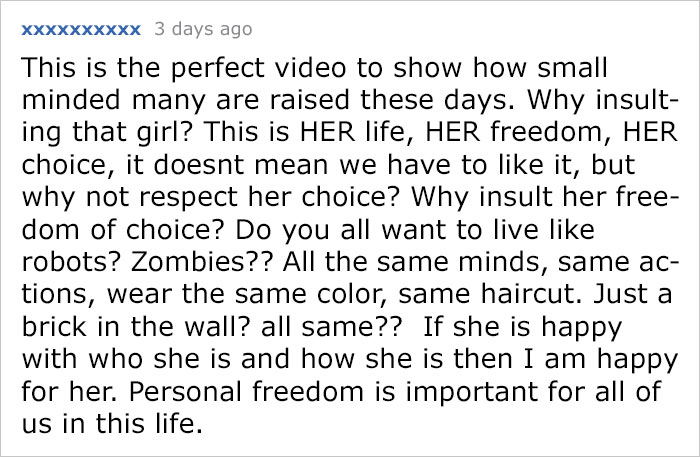 xxxxxxxxxx 3 days ago
This is the perfect video to show how small
minded many are raised these days. Why insult-
ing that girl? This is HER life, HER freedom, HER
choice, it doesnt mean we have to like it, but
why not respect her choice? Why insult her free-
dom of choice? Do you all want to live like
robots? Zombies?? All the same minds, same ac-
tions, wear the same color, same haircut. Just a
brick in the wall? all same??  If she is happy
with who she is and how she is then I am happy
for her. Personal freedom is important for all of
us in this life.